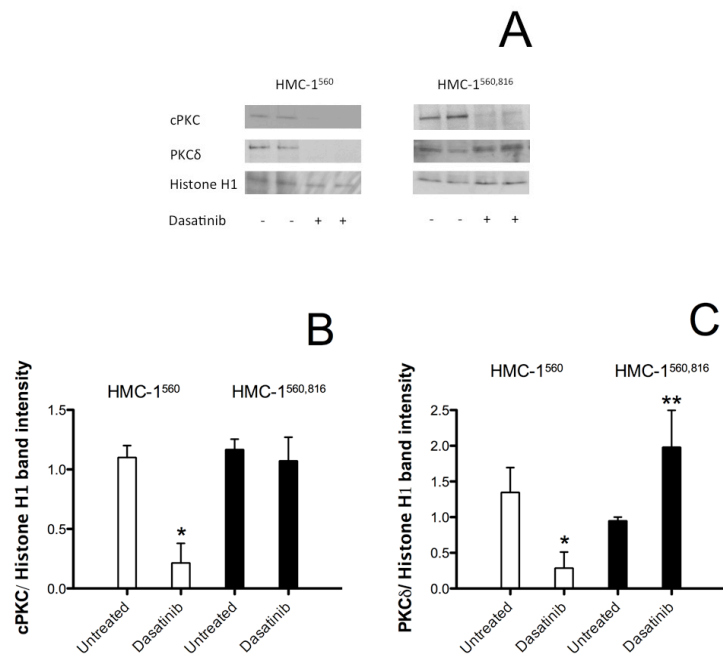 A
HMC-1⁵⁶⁰ HMC-1⁵⁶⁰,⁸¹⁶
cPKC
PKCδ
Histone H1
Dasatinib - - + + - - + +
B
HMC-1⁵⁶⁰ HMC-1⁵⁶⁰,⁸¹⁶
cPKC/ Histone H1 band intensity
1.5
1.0
0.5
0.0
*
Untreated Dasatinib Untreated Dasatinib
C
HMC-1⁵⁶⁰ HMC-1⁵⁶⁰,⁸¹⁶
PKCδ/ Histone H1 band intensity
2.5
2.0
1.5
1.0
0.5
0.0
* **
Untreated Dasatinib Untreated Dasatinib